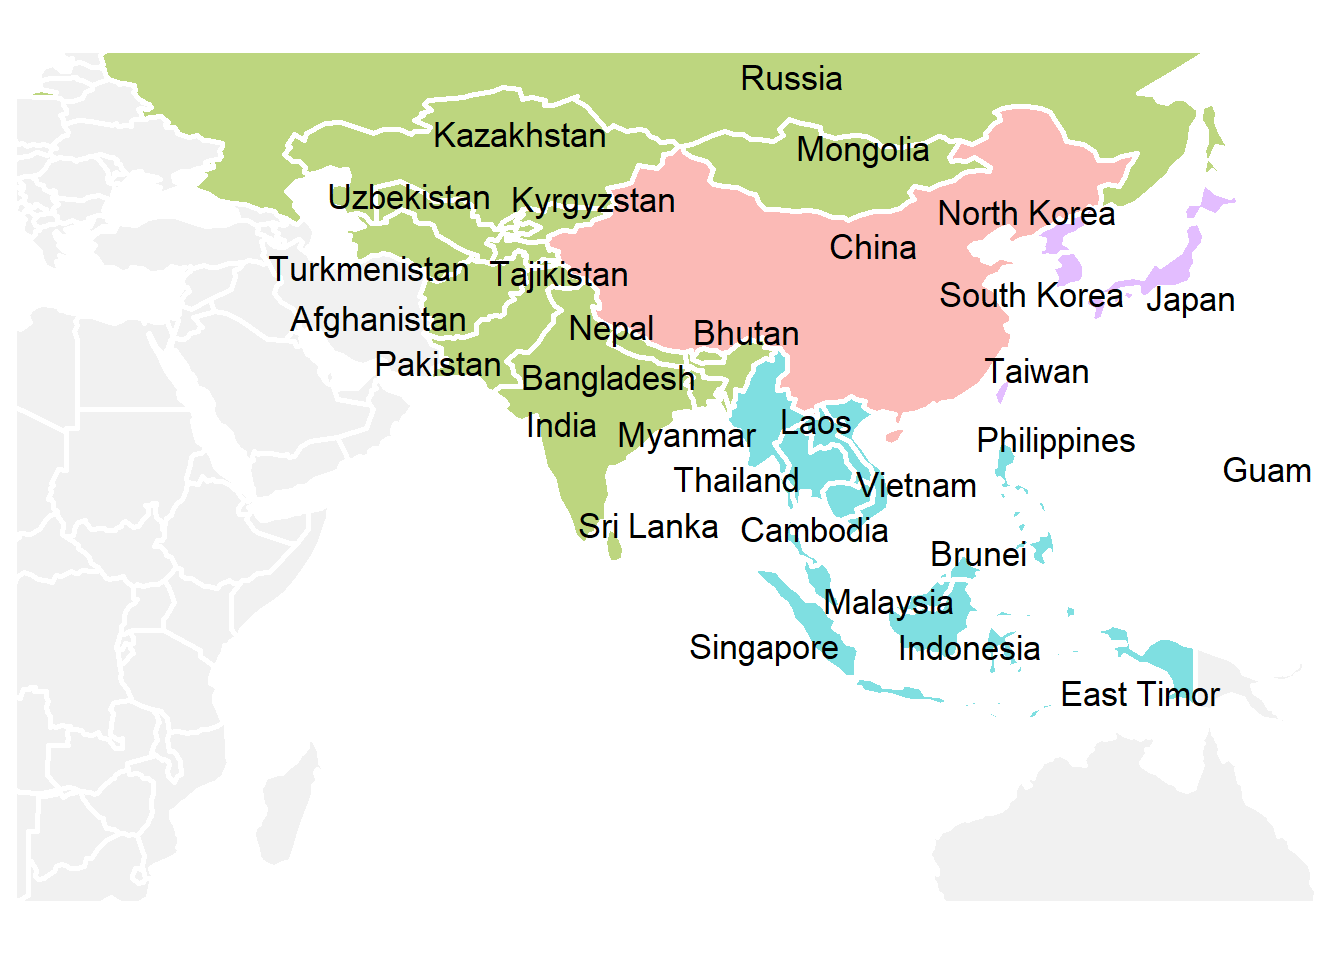 Russia
Kazakhstan
Mongolia
Uzbekistan
Kyrgyzstan
North Korea
China
Turkmenistan
Tajikistan
South Korea
Japan
Afghanistan
Nepal
Bhutan
Pakistan
Bangladesh
Taiwan
India
Myanmar
Laos
Philippines
Guam
Thailand
Vietnam
Sri Lanka
Cambodia
Brunei
Malaysia
Singapore
Indonesia
East Timor